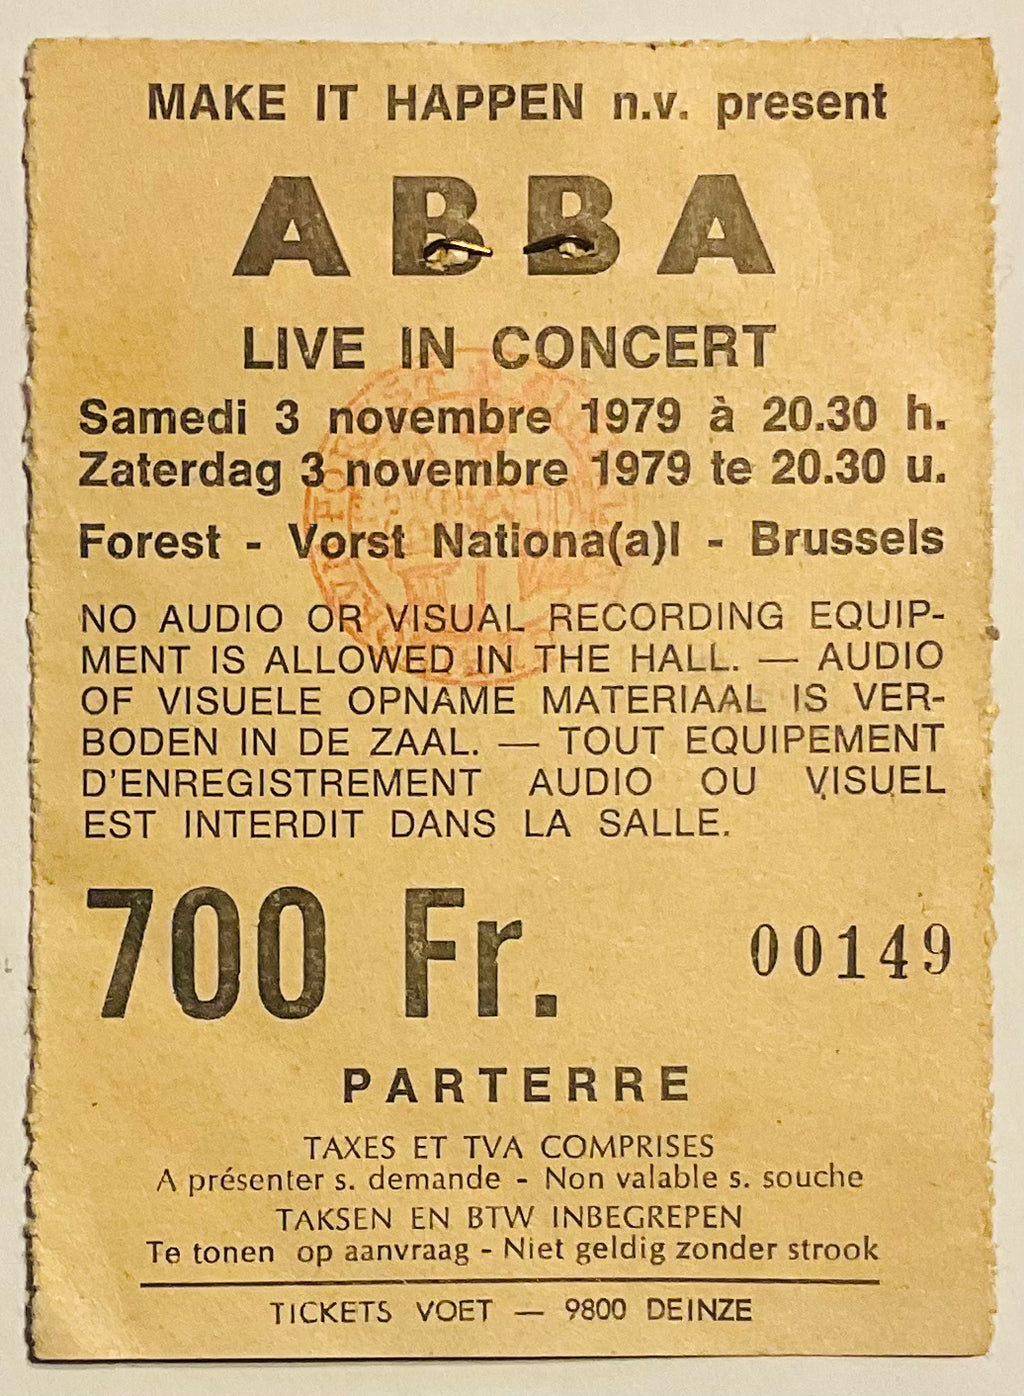 MAKE IT HAPPEN n.v. present
ABBA
LIVE IN CONCERT
Samedi 3 novembre 1979 à 20.30 h.
Zaterdag 3 novembre 1979 te 20.30 u.
Forest - Vorst Nationa(a)l - Brussels
NO AUDIO OR VISUAL RECORDING EQUIP-
MENT IS ALLOWED IN THE HALL. — AUDIO
OF VISUELE OPNAME MATERIAAL IS VER-
BODEN IN DE ZAAL. — TOUT EQUIPEMENT
D'ENREGISTREMENT AUDIO OU VISUEL
EST INTERDIT DANS LA SALLE.
700 Fr.
00149
PARTERRE
TAXES ET TVA COMPRISES
A présenter s. demande - Non valable s. souche
TAKSEN EN BTW INBEGREPEN
Te tonen op aanvraag - Niet geldig zonder strook
TICKETS VOET — 9800 DEINZE